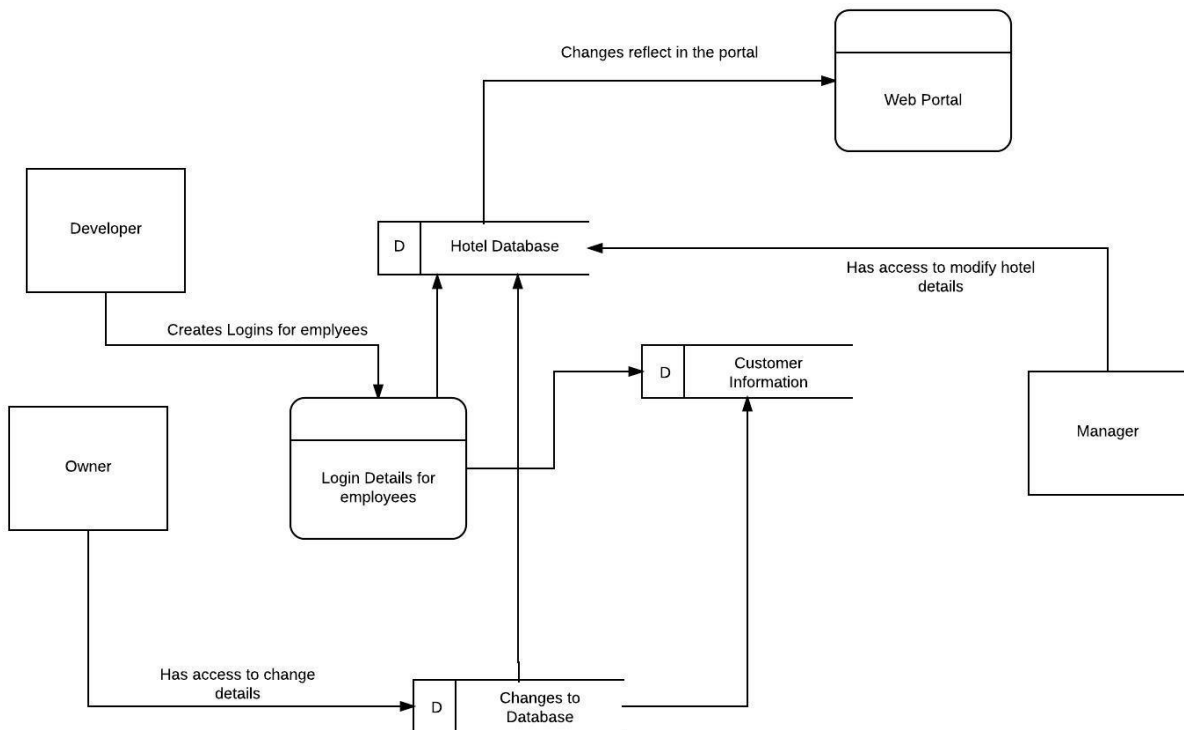 Changes reflect in the portal
Web Portal
Developer
D
Hotel Database
Has access to modify hotel
details
Creates Logins for emplyees
D
Customer
Information
Manager
Owner
Login Details for
employees
Has access to change
details
D
Changes to
Database